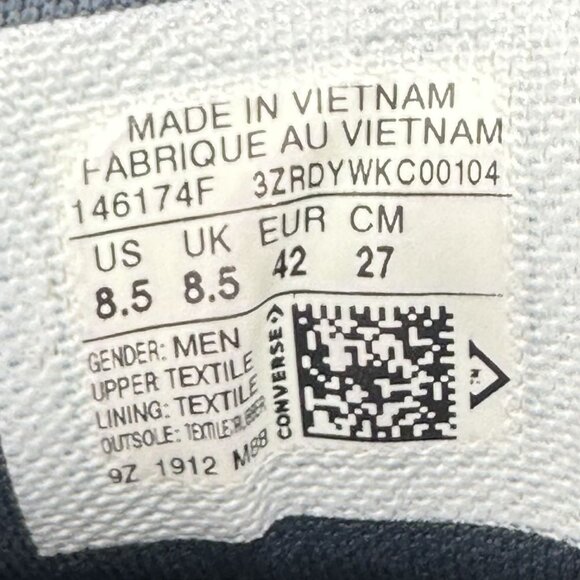 MADE IN VIETNAM
FABRIQUE AU VIETNAM
146174F 3ZRDYWKC00104
US UK EUR CM
8.5 8.5 42 27
GENDER: MEN
UPPER TEXTILE
LINING: TEXTILE
OUTSOLE: TEXTILE;RUBBER
9Z 1912 M98
CONVERSE